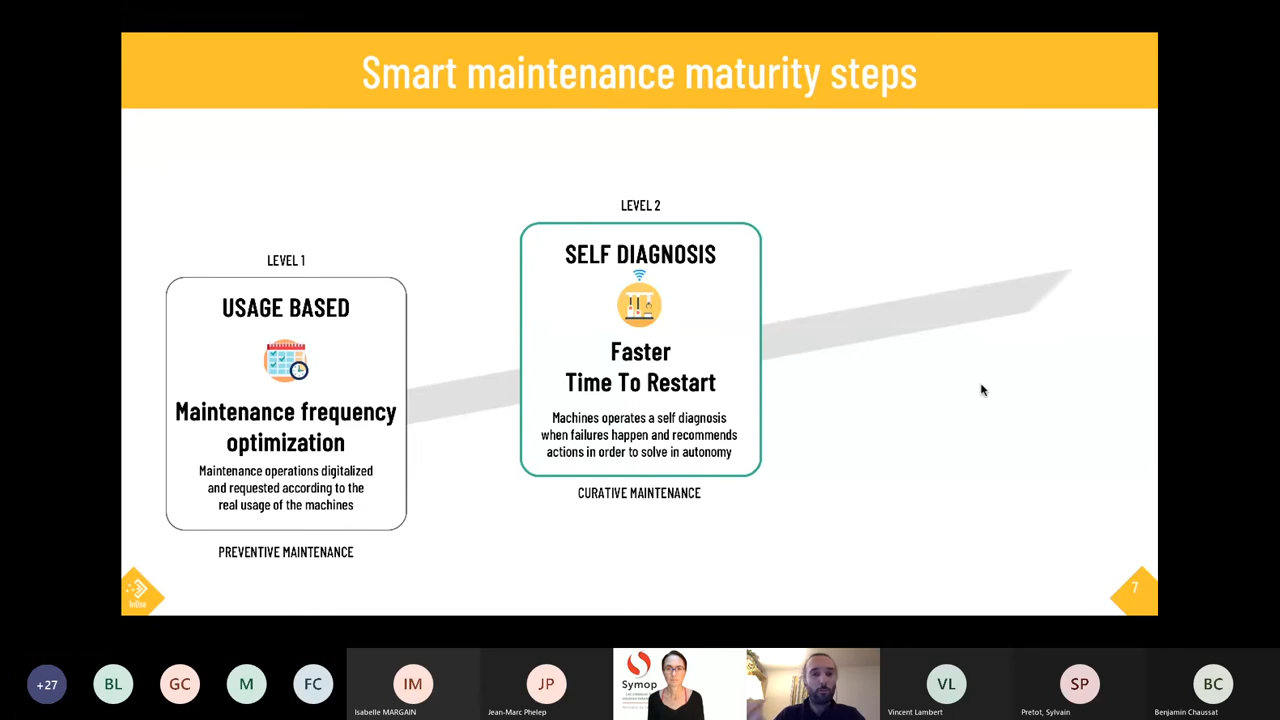 Smart maintenance maturity steps
LEVEL 1
USAGE BASED
Maintenance frequency
optimization
Maintenance operations digitalized
and requested according to the
real usage of the machines
PREVENTIVE MAINTENANCE
LEVEL 2
SELF DIAGNOSIS
Faster
Time To Restart
Machines operates a self diagnosis
when failures happen and recommends
actions in order to solve in autonomy
CURATIVE MAINTENANCE
InUse
7
+27
BL
GC
M
FC
IM
Isabelle MARGAIN
JP
Jean-Marc Phelep
Symop
VL
Vincent Lambert
SP
Pretot, Sylvain
BC
Benjamin Chaussat